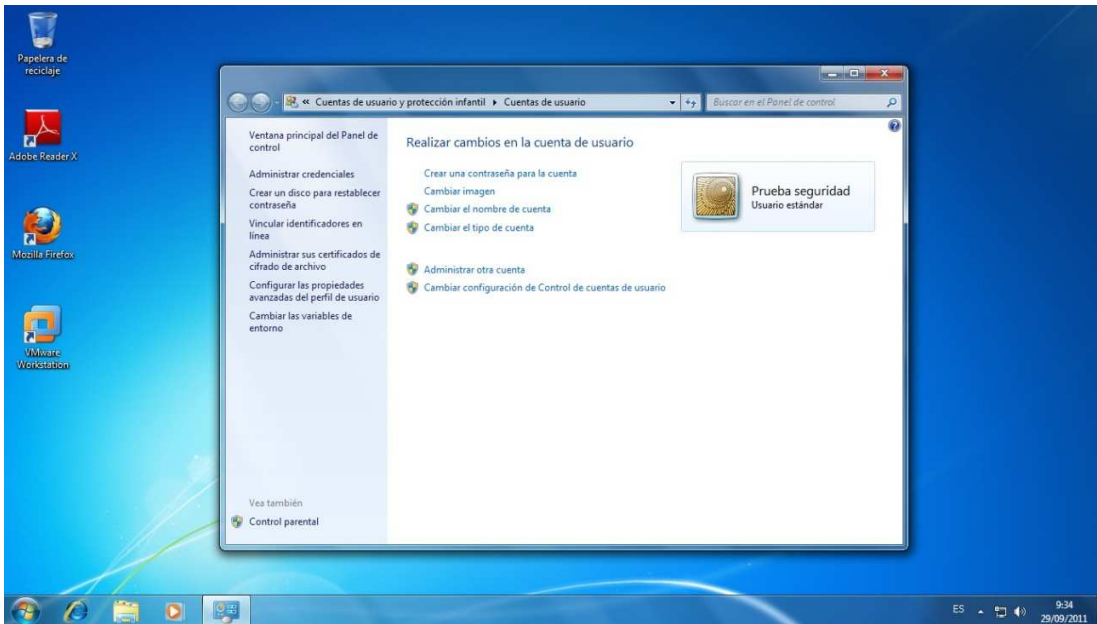 Papelera de
reciclaje
Adobe Reader X
Mozilla Firefox
VMware
Workstation
« Cuentas de usuario y protección infantil ▸ Cuentas de usuario
Buscar en el Panel de control
Ventana principal del Panel de
control
Administrar credenciales
Crear un disco para restablecer
contraseña
Vincular identificadores en
línea
Administrar sus certificados de
cifrado de archivo
Configurar las propiedades
avanzadas del perfil de usuario
Cambiar las variables de
entorno
Vea también
Control parental
Realizar cambios en la cuenta de usuario
Crear una contraseña para la cuenta
Cambiar imagen
Cambiar el nombre de cuenta
Cambiar el tipo de cuenta
Administrar otra cuenta
Cambiar configuración de Control de cuentas de usuario
Prueba seguridad
Usuario estándar
ES
9:34
29/09/2011